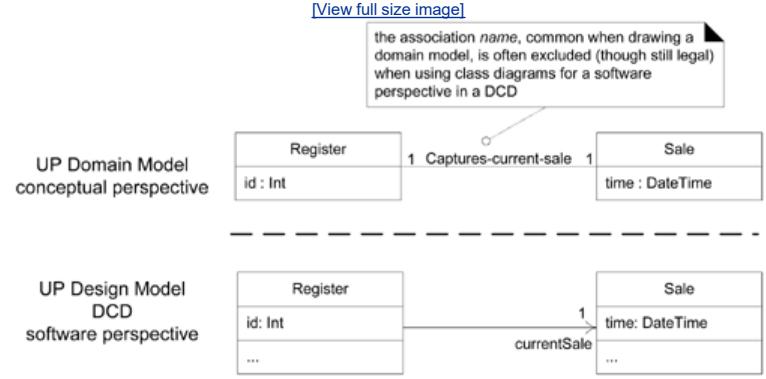 [View full size image]
the association name, common when drawing a
domain model, is often excluded (though still legal)
when using class diagrams for a software
perspective in a DCD
UP Domain Model
conceptual perspective
Register
id : Int
1 Captures-current-sale 1
Sale
time : DateTime
UP Design Model
DCD
software perspective
Register
id: Int
...
1
currentSale
Sale
time: DateTime
...